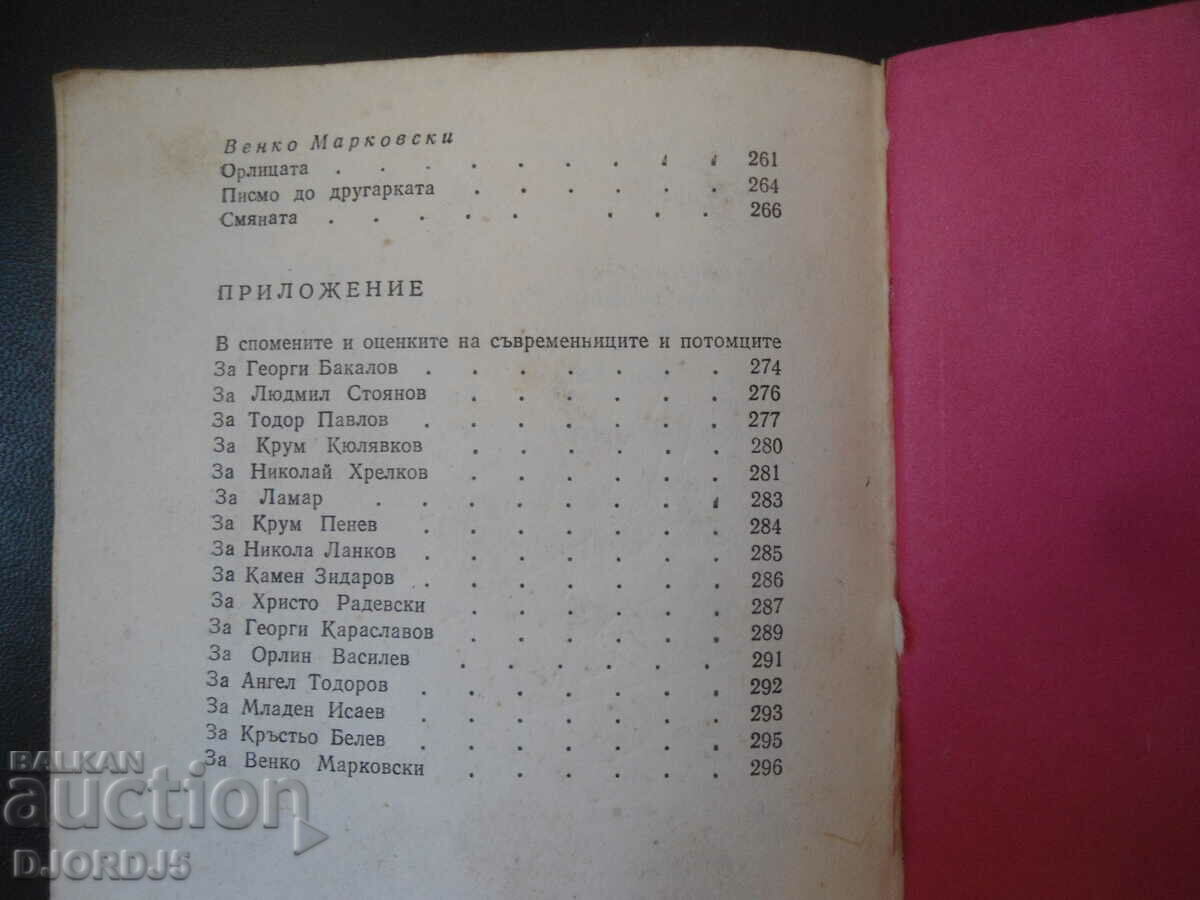 Венко Марковски
Орлицата . . . . . . . . 261
Писмо до другарката . . . . . . 264
Смяната . . . . . . . . 266
ПРИЛОЖЕНИЕ
В спомените и оценките на съвременниците и потомците
За Георги Бакалов . . . . . . . 274
За Людмил Стоянов . . . . . . 276
За Тодор Павлов . . . . . . . 277
За Крум Кюлявков . . . . . . 280
За Николай Хрелков . . . . . . 281
За Ламар . . . . . . . . 283
За Крум Пенев . . . . . . . 284
За Никола Ланков . . . . . . . 285
За Камен Зидаров . . . . . . . 286
За Христо Радевски . . . . . . 287
За Георги Караславов . . . . . . 289
За Орлин Василев . . . . . . 291
За Ангел Тодоров . . . . . . . 292
За Младен Исаев . . . . . . . 293
За Кръстьо Белев . . . . . . . 295
За Венко Марковски . . . . . . 296
BALKAN
auction
DJORDJ5